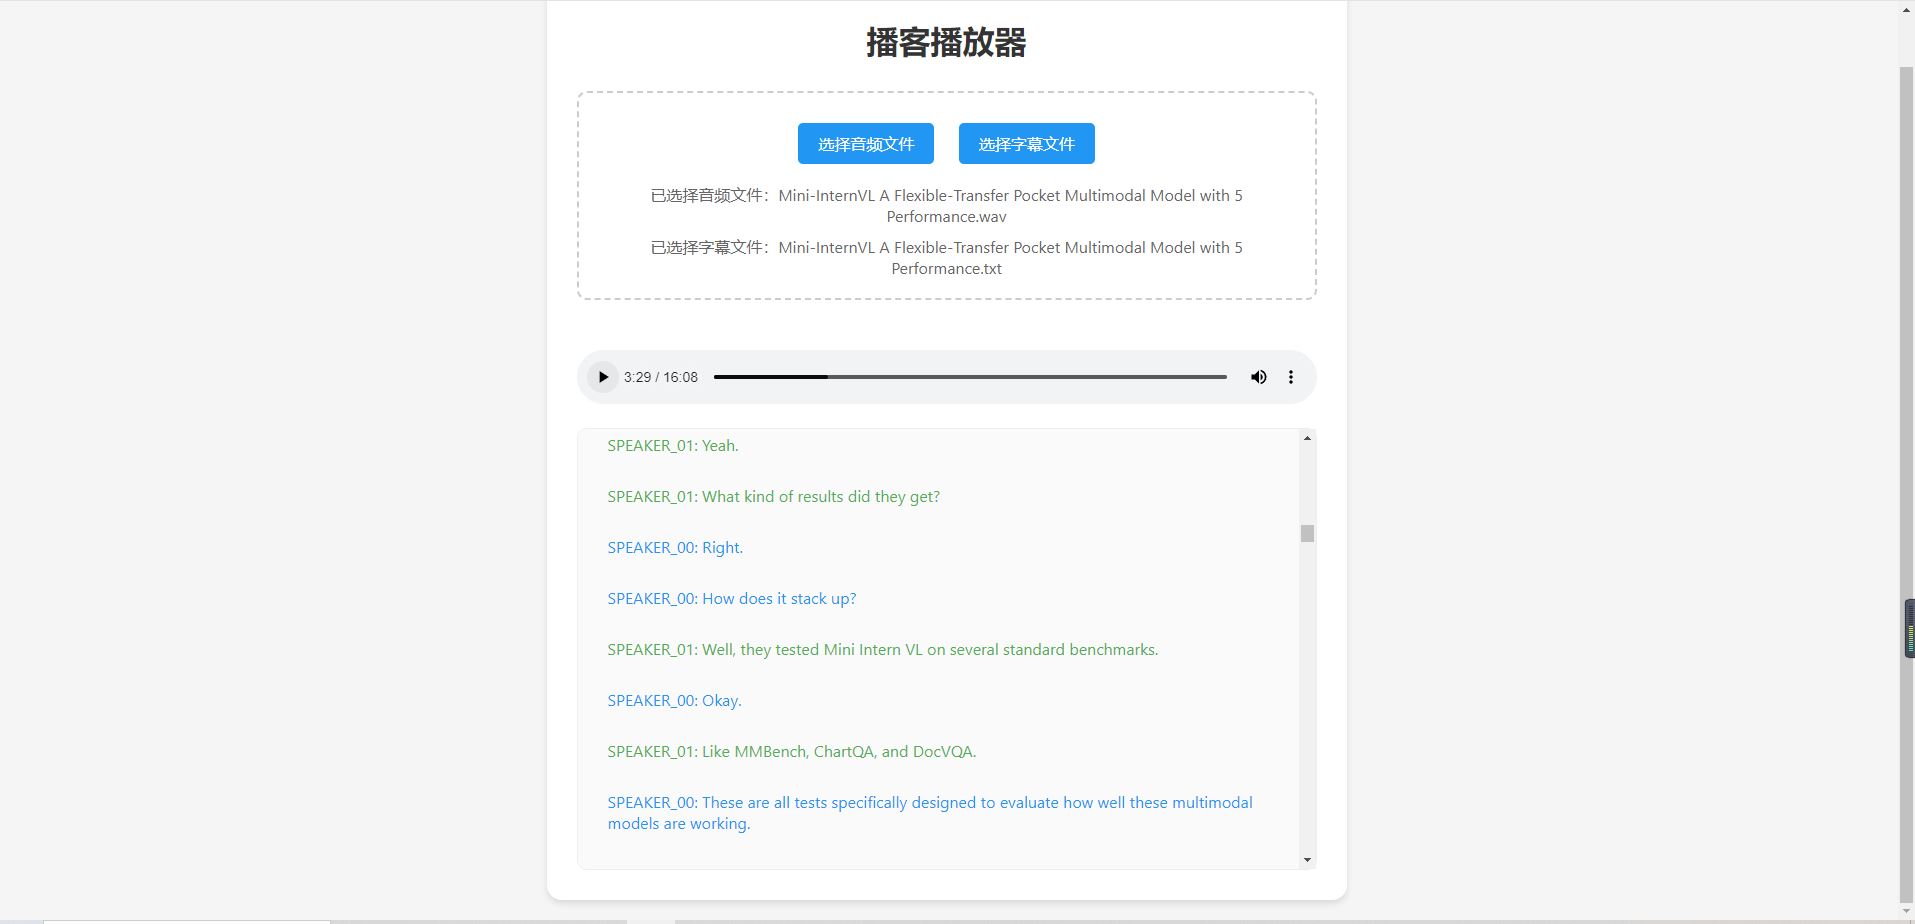 播客播放器
选择音频文件
选择字幕文件
已选择音频文件：Mini-InternVL A Flexible-Transfer Pocket Multimodal Model with 5
Performance.wav
已选择字幕文件：Mini-InternVL A Flexible-Transfer Pocket Multimodal Model with 5
Performance.txt
3:29 / 16:08
SPEAKER_01: Yeah.
SPEAKER_01: What kind of results did they get?
SPEAKER_00: Right.
SPEAKER_00: How does it stack up?
SPEAKER_01: Well, they tested Mini Intern VL on several standard benchmarks.
SPEAKER_00: Okay.
SPEAKER_01: Like MMBench, ChartQA, and DocVQA.
SPEAKER_00: These are all tests specifically designed to evaluate how well these multimodal
models are working.